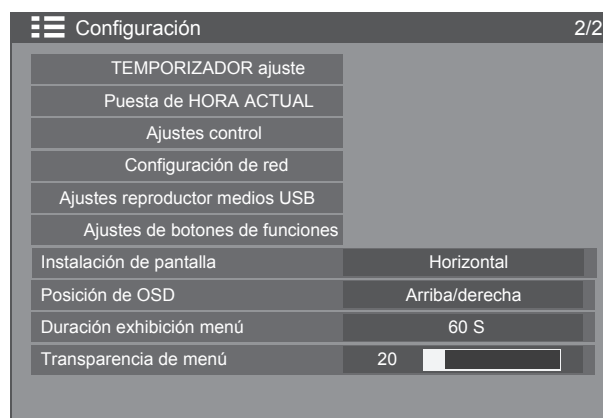 Configuración 2/2
TEMPORIZADOR ajuste
Puesta de HORA ACTUAL
Ajustes control
Configuración de red
Ajustes reproductor medios USB
Ajustes de botones de funciones
Instalación de pantalla Horizontal
Posición de OSD Arriba/derecha
Duración exhibición menú 60 S
Transparencia de menú 20